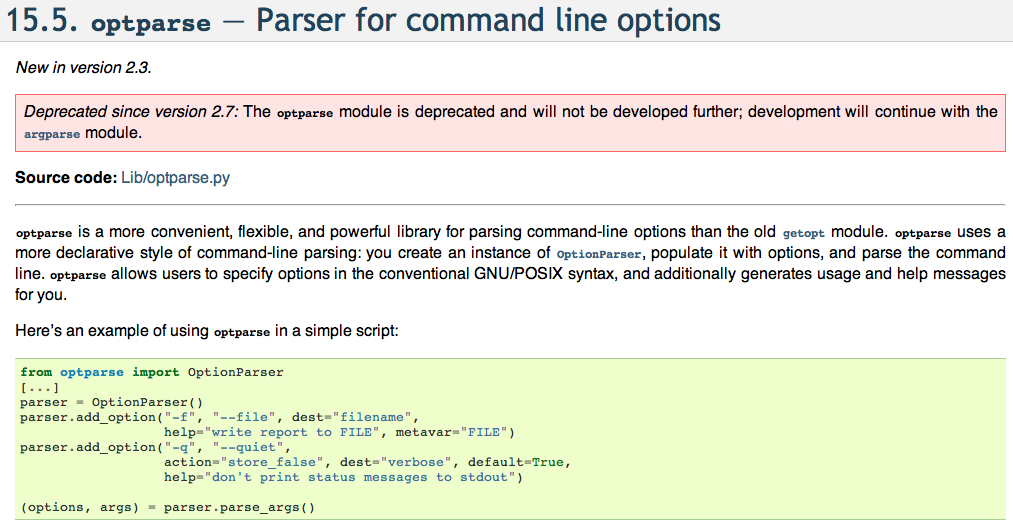 15.5. optparse — Parser for command line options
New in version 2.3.
Deprecated since version 2.7: The optparse module is deprecated and will not be developed further; development will continue with the
argparse module.
Source code: Lib/optparse.py
optparse is a more convenient, flexible, and powerful library for parsing command-line options than the old getopt module. optparse uses a
more declarative style of command-line parsing: you create an instance of OptionParser, populate it with options, and parse the command
line. optparse allows users to specify options in the conventional GNU/POSIX syntax, and additionally generates usage and help messages
for you.
Here's an example of using optparse in a simple script:
from optparse import OptionParser
[...]
parser = OptionParser()
parser.add_option("-f", "--file", dest="filename",
                  help="write report to FILE", metavar="FILE")
parser.add_option("-q", "--quiet",
                  action="store_false", dest="verbose", default=True,
                  help="don't print status messages to stdout")
(options, args) = parser.parse_args()